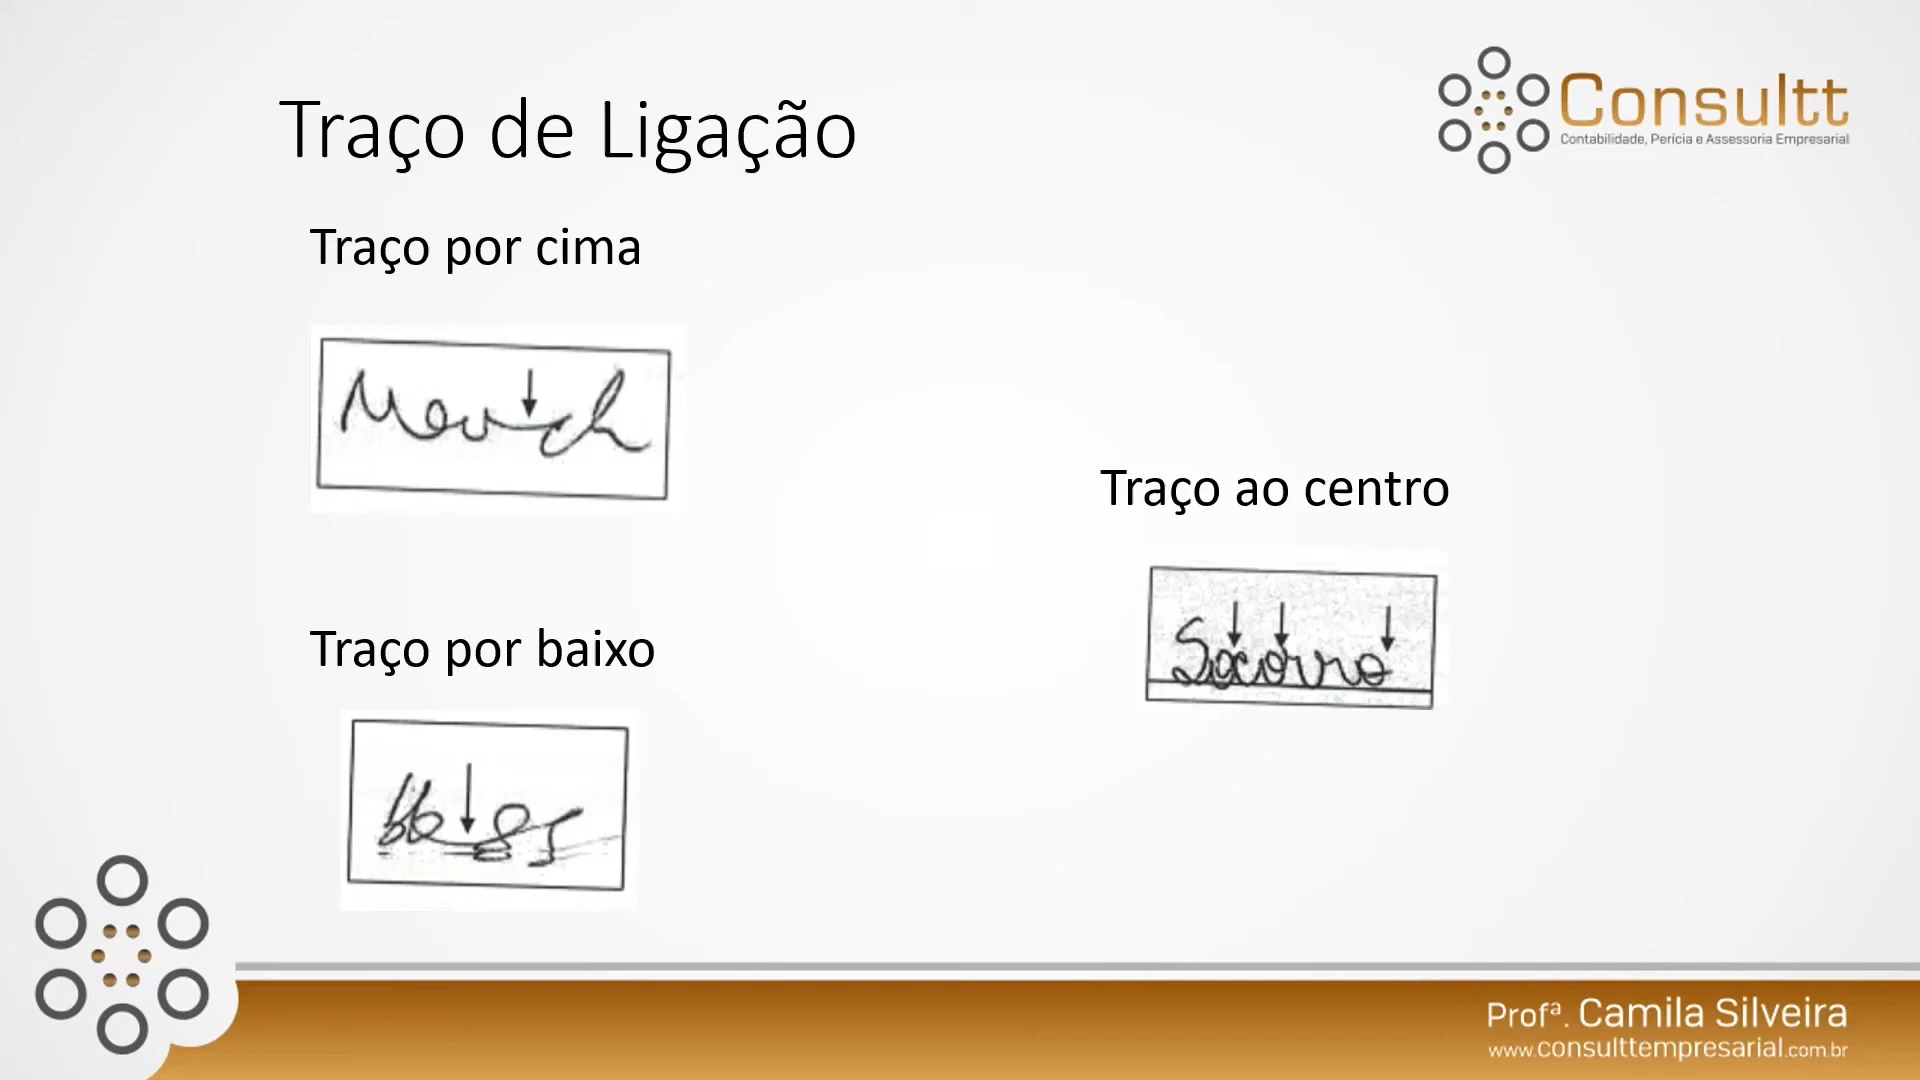 Traço de Ligação
Consultt
Contabilidade, Perícia e Assessoria Empresarial
Traço por cima
Traço ao centro
Socorro
Traço por baixo
Profª. Camila Silveira
www.consulttempresarial.com.br